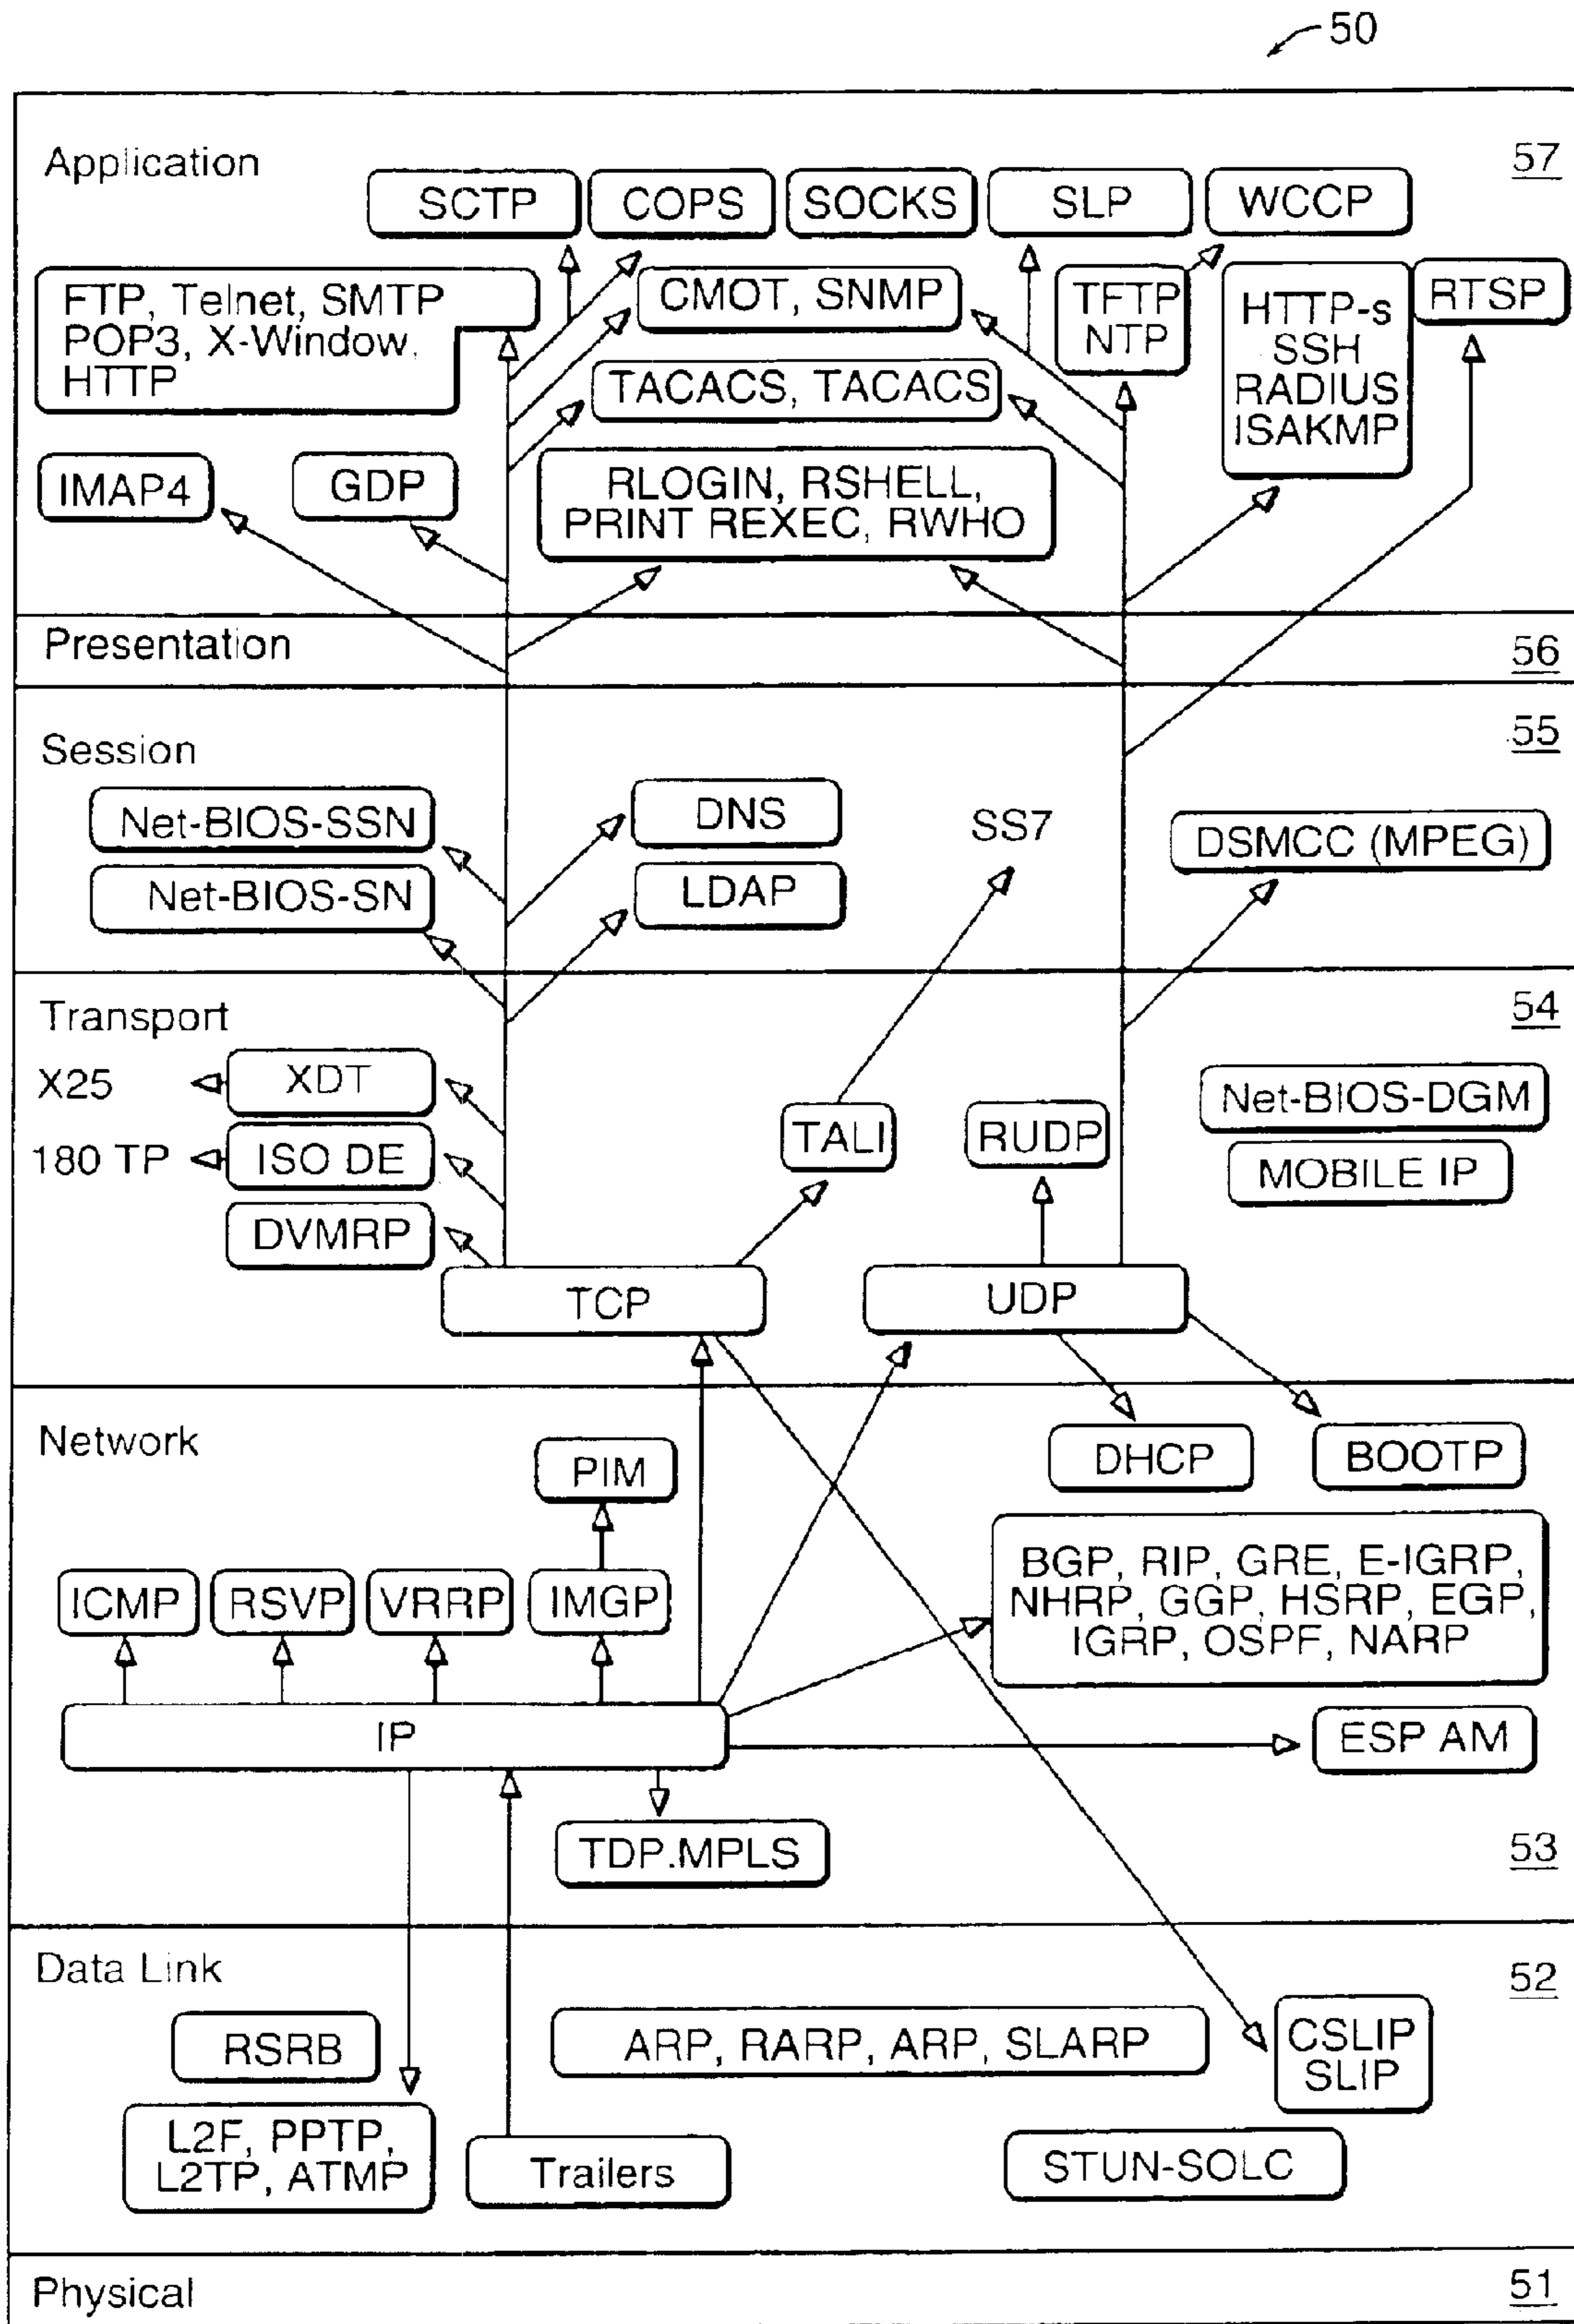 50
Application
57
SCTP
COPS
SOCKS
SLP
WCCP
FTP, Telnet, SMTP
POP3, X-Window,
HTTP
CMOT, SNMP
TFTP
NTP
HTTP-s
SSH
RADIUS
ISAKMP
RTSP
TACACS, TACACS
IMAP4
GDP
RLOGIN, RSHELL,
PRINT REXEC, RWHO
Presentation
56
Session
55
Net-BIOS-SSN
DNS
SS7
DSMCC (MPEG)
Net-BIOS-SN
LDAP
Transport
54
X25
XDT
Net-BIOS-DGM
TALI
RUDP
180 TP
ISO DE
MOBILE IP
DVMRP
TCP
UDP
Network
PIM
DHCP
BOOTP
BGP, RIP, GRE, E-IGRP,
NHRP, GGP, HSRP, EGP,
IGRP, OSPF, NARP
ICMP
RSVP
VRRP
IMGP
IP
ESP AM
TDP.MPLS
53
Data Link
52
RSRB
ARP, RARP, ARP, SLARP
CSLIP
SLIP
L2F, PPTP,
L2TP, ATMP
Trailers
STUN-SOLC
Physical
51